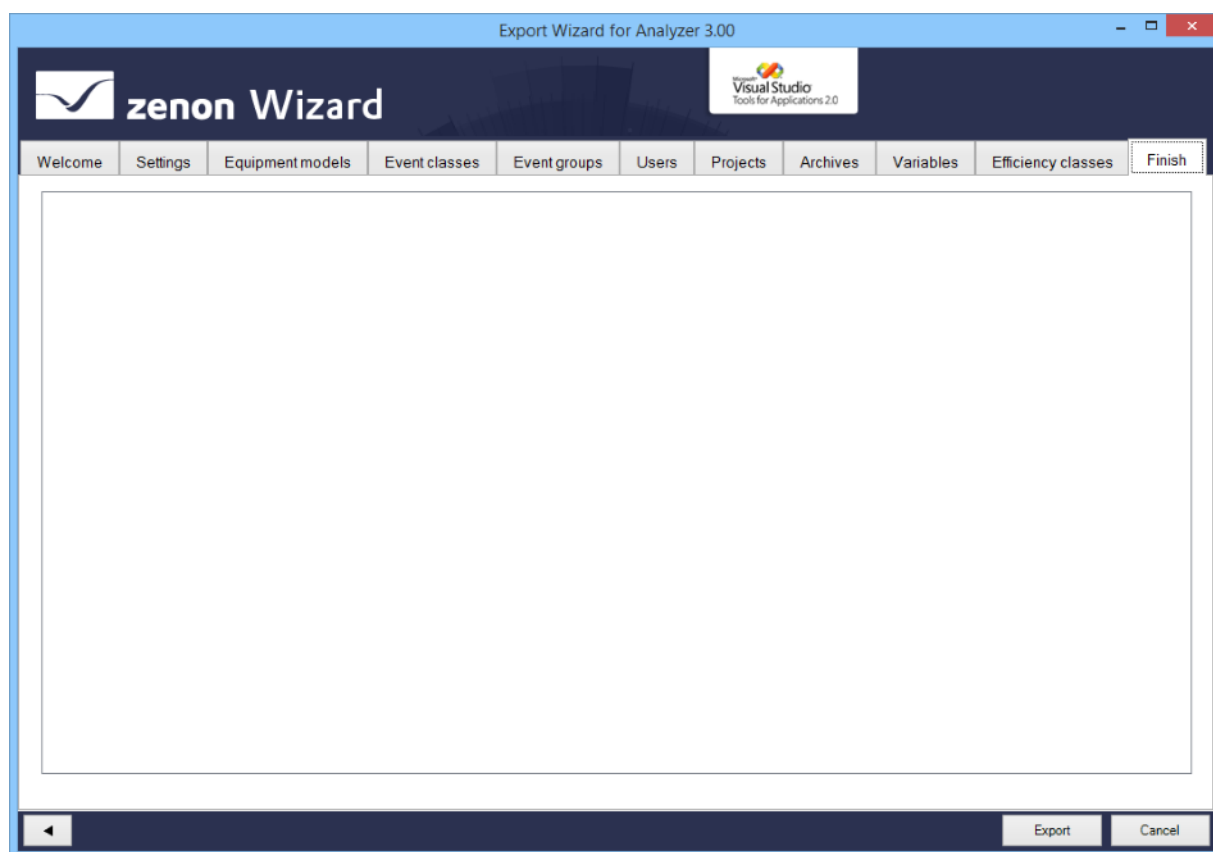 Export Wizard for Analyzer 3.00
zenon Wizard
Microsoft
Visual Studio
Tools for Applications 2.0
Welcome Settings Equipment models Event classes Event groups Users Projects Archives Variables Efficiency classes Finish
Export Cancel